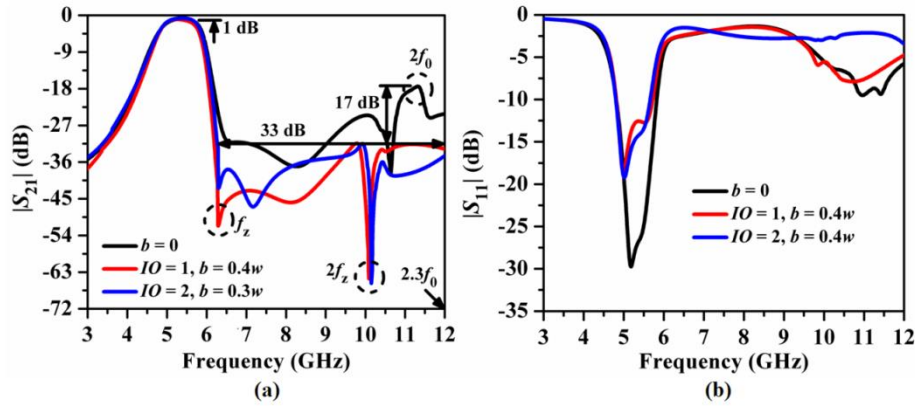 (a)
0
-9
-18
-27
-36
-45
-54
-63
-72
|S21| (dB)
1 dB
2f0
17 dB
33 dB
fz
b = 0
IO = 1, b = 0.4w
IO = 2, b = 0.3w
2fz
2.3f0
3 4 5 6 7 8 9 10 11 12
Frequency (GHz)
(a)
(b)
0
-5
-10
-15
-20
-25
-30
-35
|S11| (dB)
b = 0
IO = 1, b = 0.4w
IO = 2, b = 0.4w
3 4 5 6 7 8 9 10 11 12
Frequency (GHz)
(b)